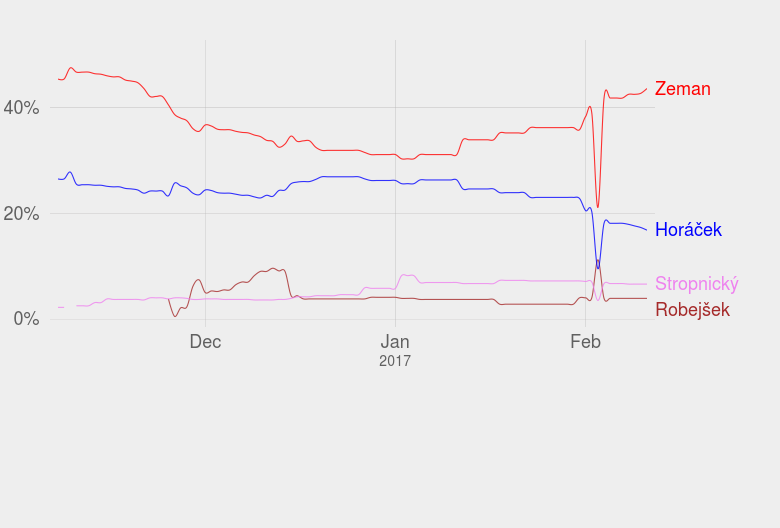 Zeman
40%
20%
Horáček
Stropnický
Robejšek
0%
Dec
Jan
Feb
2017